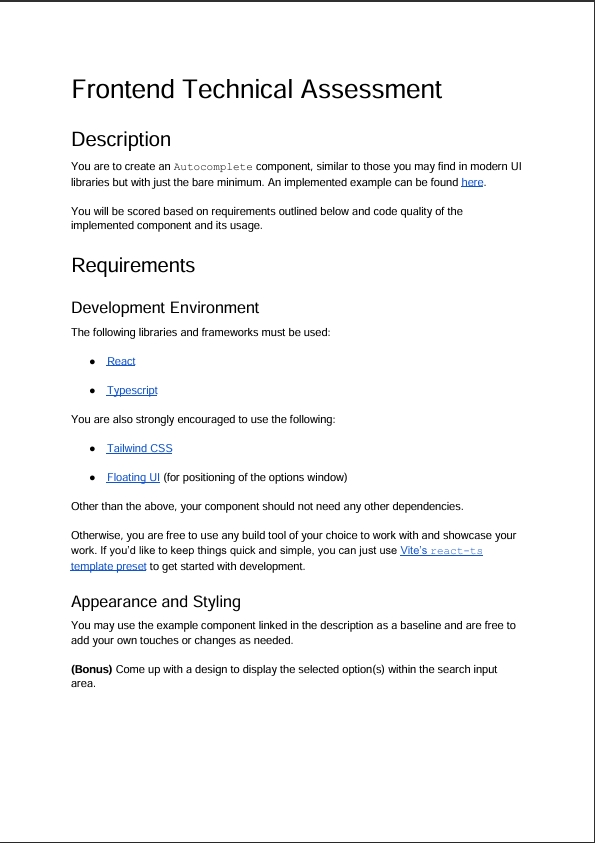 Frontend Technical Assessment
Description
You are to create an Autocomplete component, similar to those you may find in modern UI
libraries but with just the bare minimum. An implemented example can be found here.
You will be scored based on requirements outlined below and code quality of the
implemented component and its usage.
Requirements
Development Environment
The following libraries and frameworks must be used:
● React
● Typescript
You are also strongly encouraged to use the following:
● Tailwind CSS
● Floating UI (for positioning of the options window)
Other than the above, your component should not need any other dependencies.
Otherwise, you are free to use any build tool of your choice to work with and showcase your
work. If you’d like to keep things quick and simple, you can just use Vite’s react-ts
template preset to get started with development.
Appearance and Styling
You may use the example component linked in the description as a baseline and are free to
add your own touches or changes as needed.
(Bonus) Come up with a design to display the selected option(s) within the search input
area.